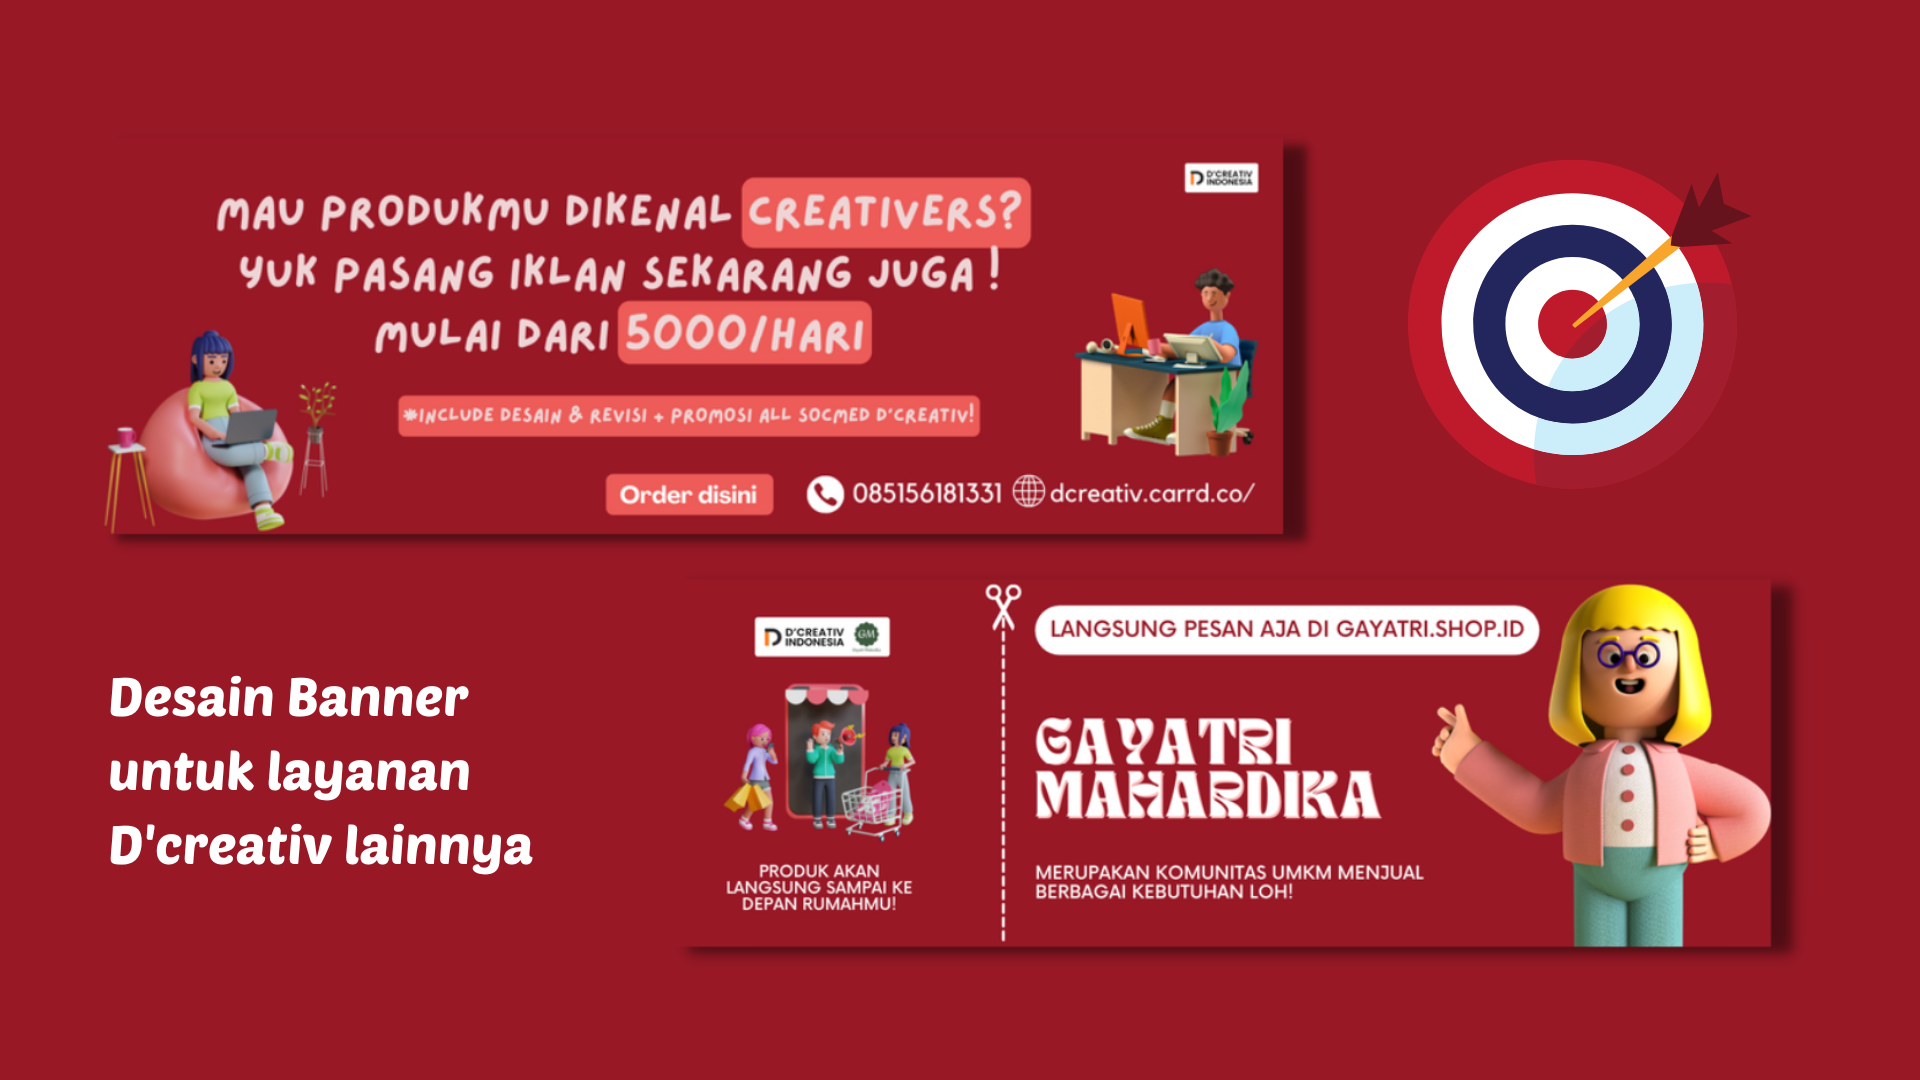 D'CREATIV
INDONESIA
MAU PRODUKMU DIKENAL CREATIVERS?
YUK PASANG IKLAN SEKARANG JUGA !
MULAI DARI 5000/HARI
*INCLUDE DESAIN & REVISI + PROMOSI ALL SOCMED D'CREATIV!
Order disini
085156181331
dcreativ.carrd.co/
Desain Banner
untuk layanan
D'creativ lainnya
D'CREATIV
INDONESIA
GM
PRODUK AKAN
LANGSUNG SAMPAI KE
DEPAN RUMAHMU!
LANGSUNG PESAN AJA DI GAYATRI.SHOP.ID
GAYATRI
MAHARDIKA
MERUPAKAN KOMUNITAS UMKM MENJUAL
BERBAGAI KEBUTUHAN LOH!